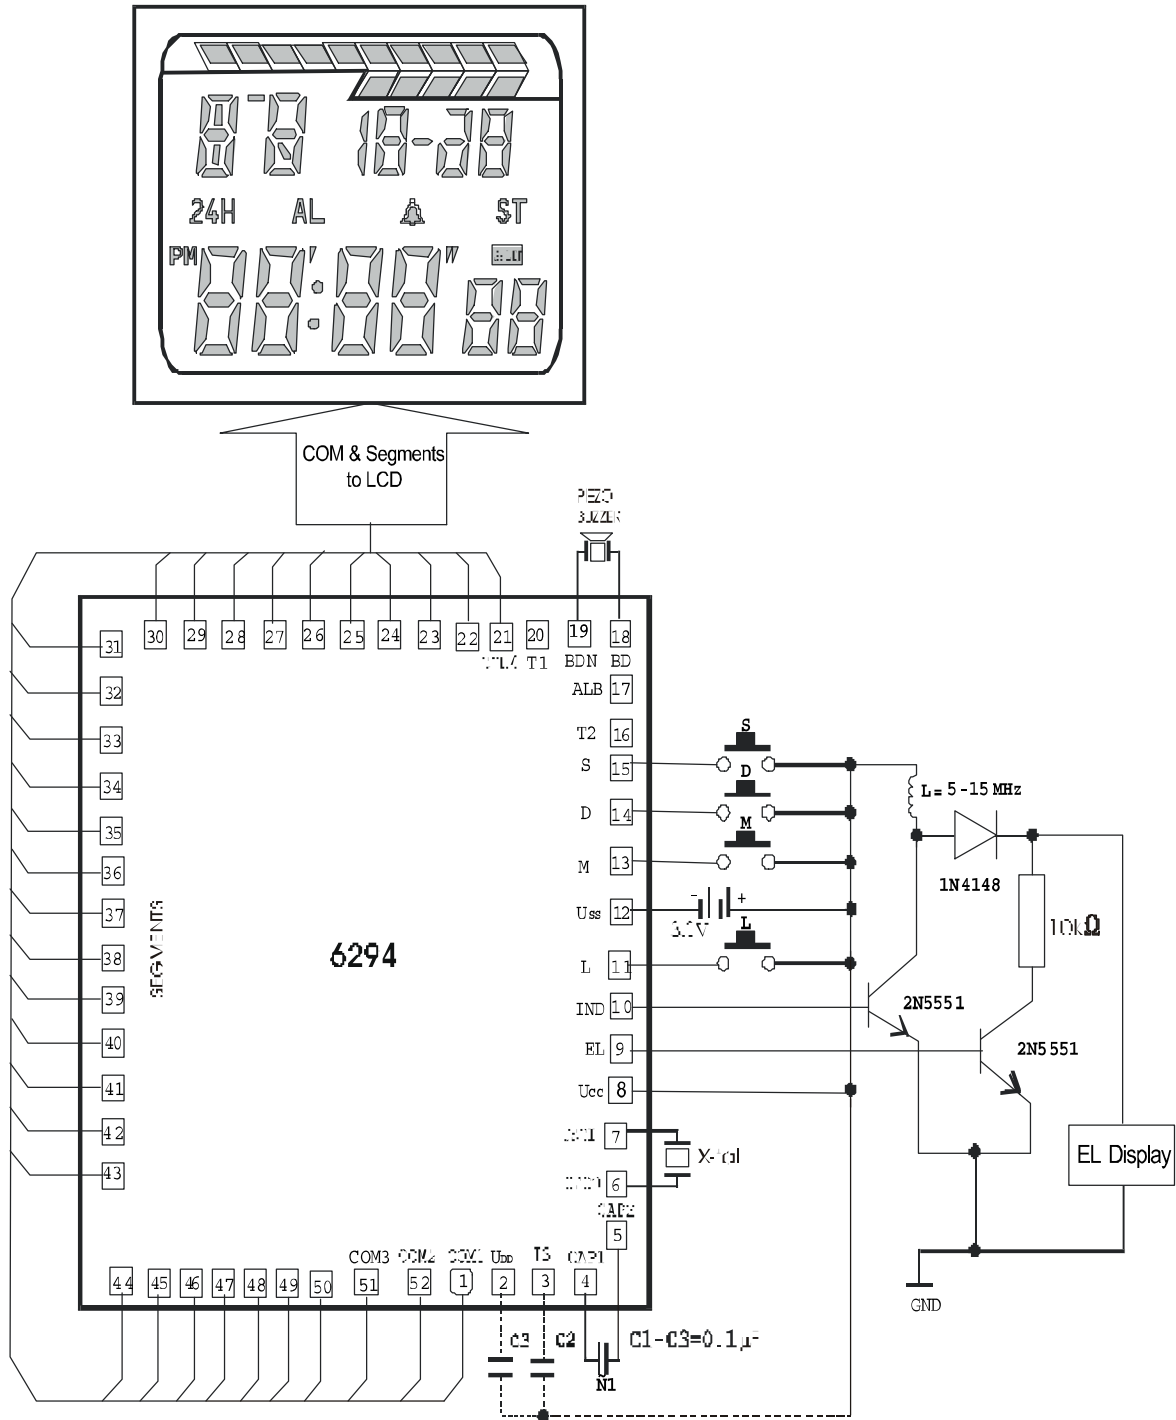 24H AL ST
PM
COM & Segments
to LCD
30 29 28 27 26 25 24 23 22 21 20 19 18
T1 BDN BD
31
32
33
34
35
36
37
38
39
40
41
42
43
SEGMENTS
6294
ALB 17
T2 16
S 15
D 14
M 13
Uss 12
L 11
IND 10
EL 9
Ucc 8
7
6
CAP2
5
S
D
M
- +
L
L= 5-15 MHz
1N4148
10kΩ
2N5551
2N5551
X-tal
EL Display
GND
COM3 COM2 COM1 UDD T3 CAP1
44 45 46 47 48 49 50 51 52 1 2 3 4
C3 C2 C1-C3=0.1μF
N1